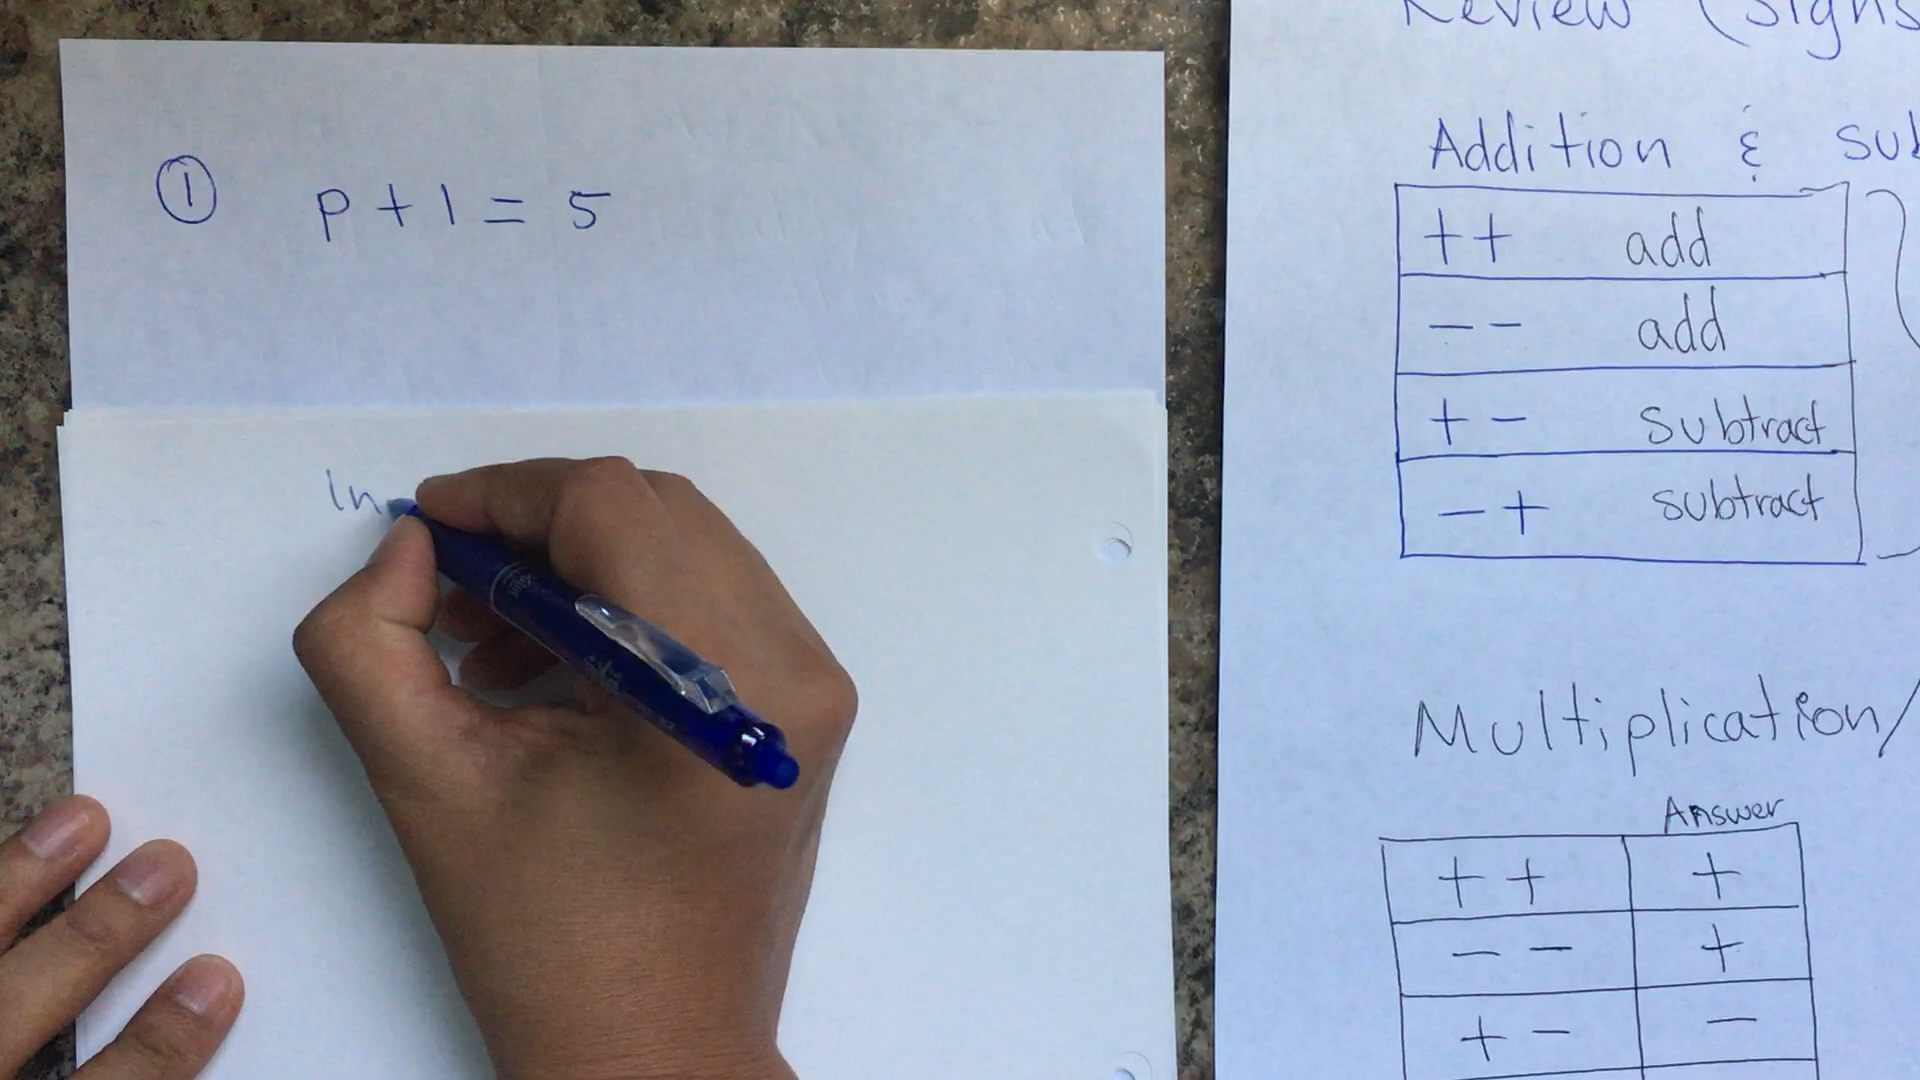 ① p + 1 = 5
In
Review (signs
Addition & sub
+ + add
- - add
+ - subtract
- + subtract
Multiplication/
Answer
+ + +
- - +
+ - -